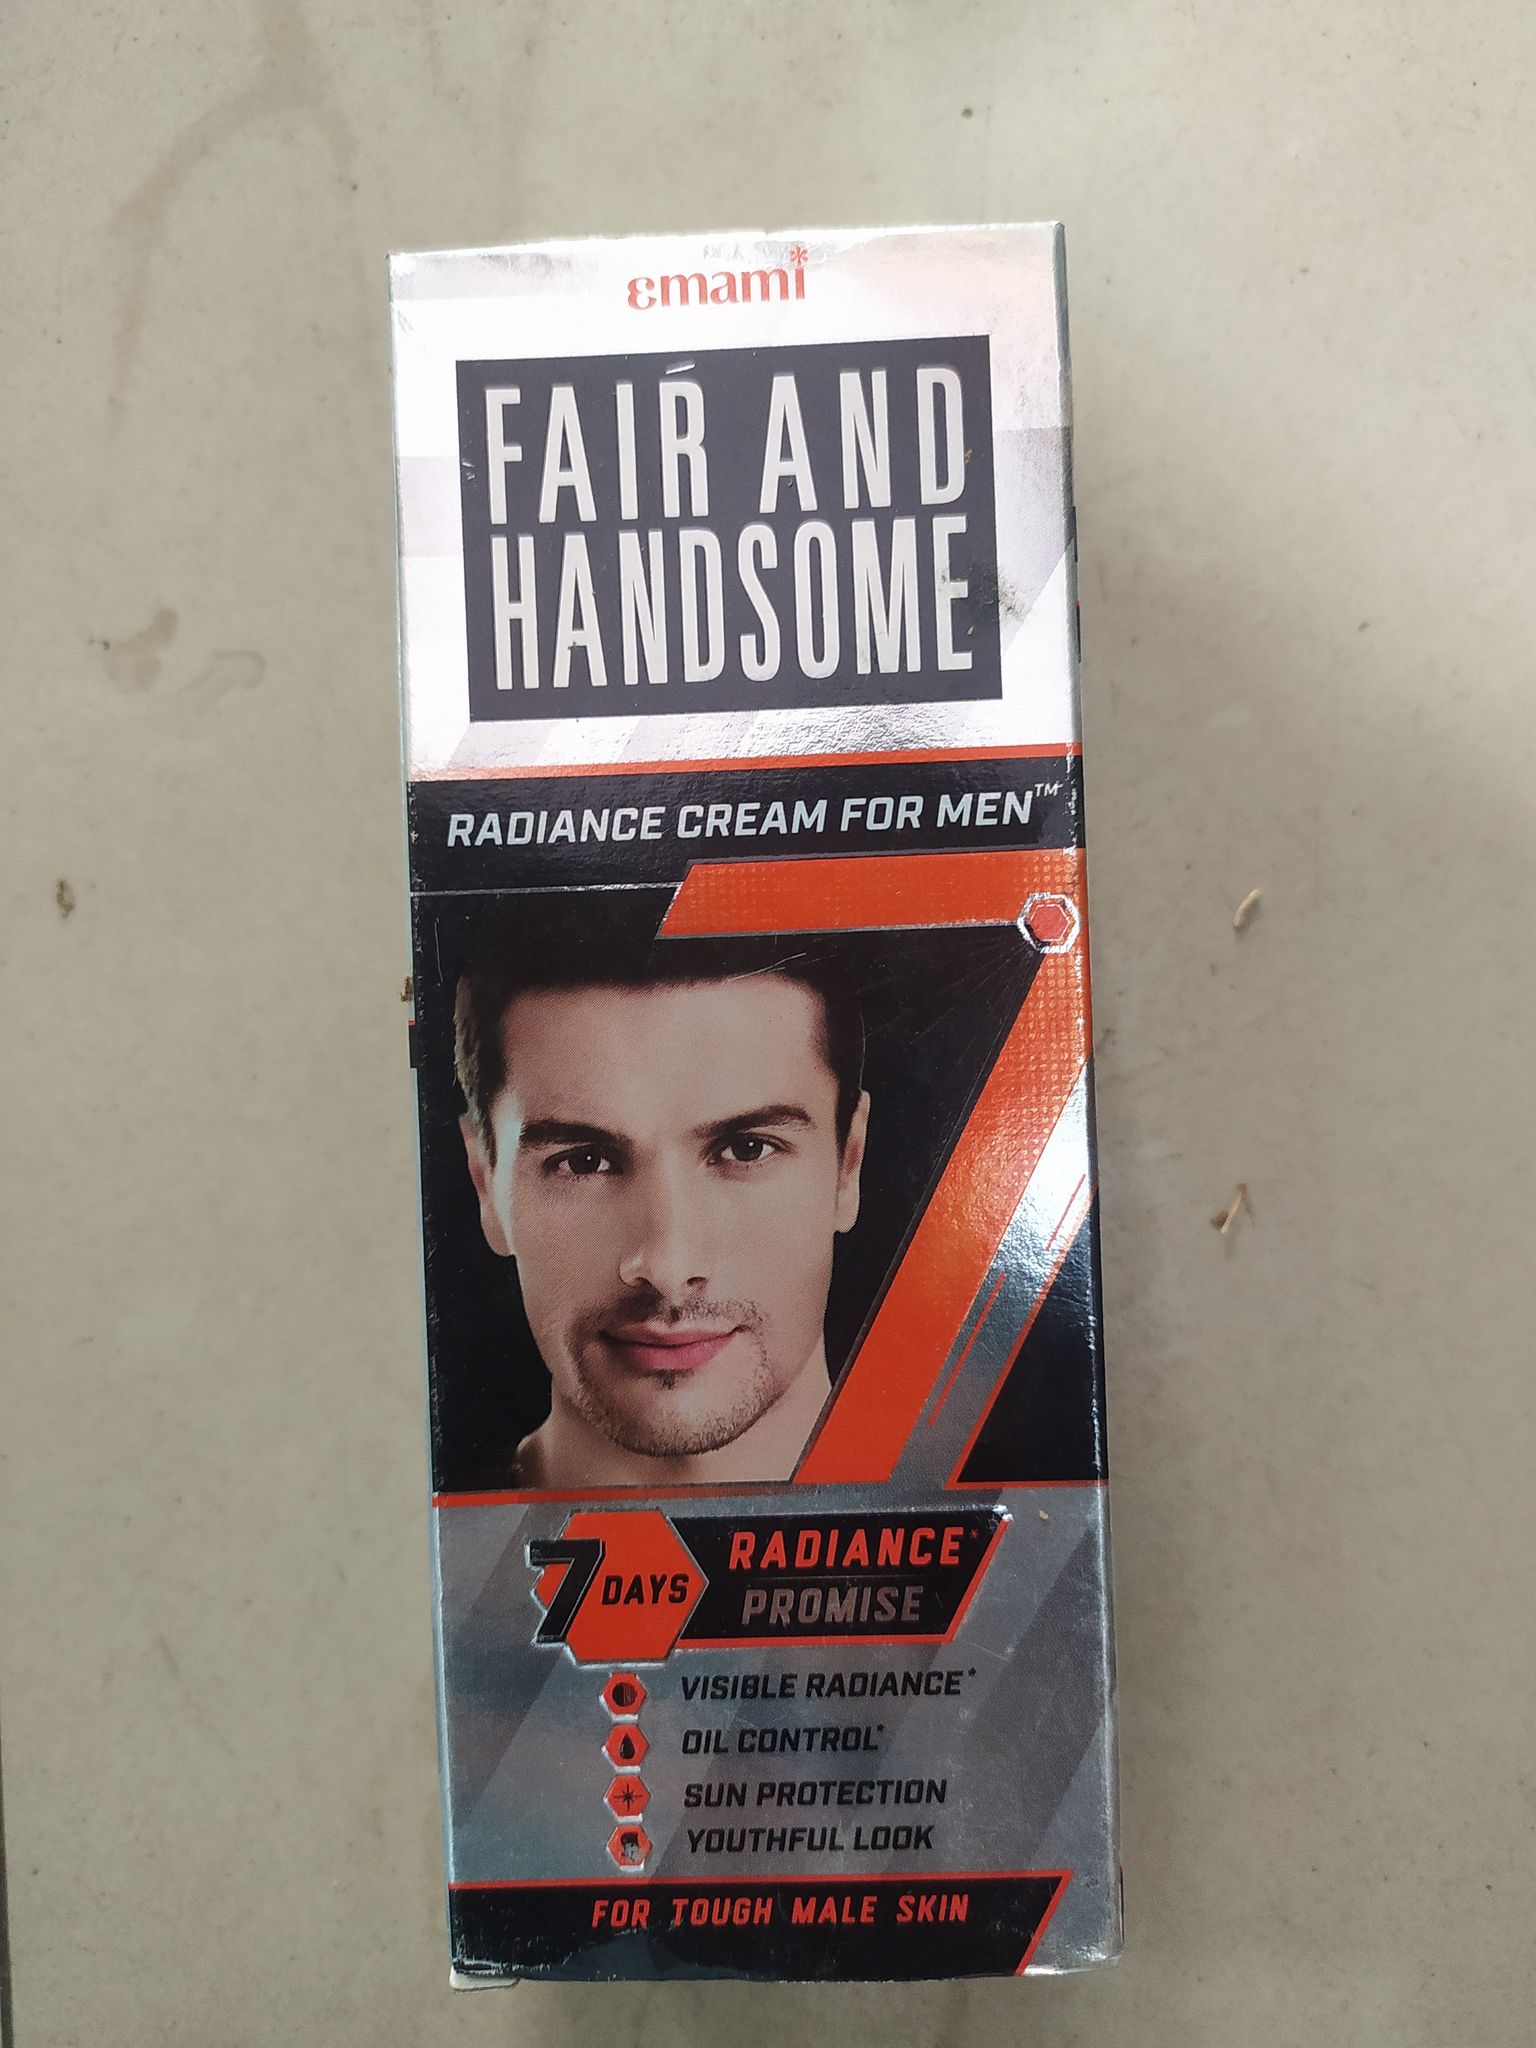 emami*
FAIR AND
HANDSOME
RADIANCE CREAM FOR MEN™
7 DAYS
RADIANCE*
PROMISE
VISIBLE RADIANCE*
OIL CONTROL*
SUN PROTECTION
YOUTHFUL LOOK
FOR TOUGH MALE SKIN